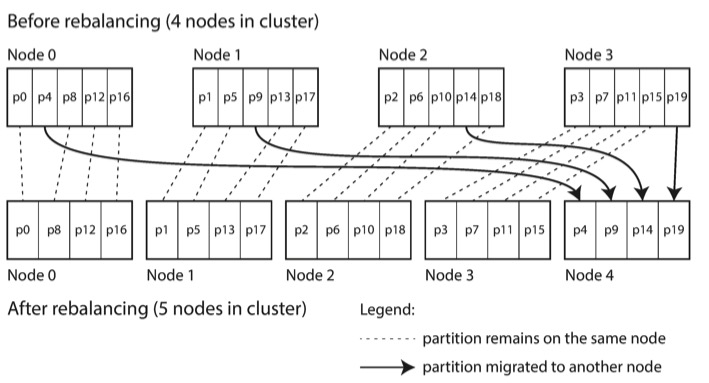 Before rebalancing (4 nodes in cluster)
Node 0 Node 1 Node 2 Node 3
p0 p4 p8 p12 p16 p1 p5 p9 p13 p17 p2 p6 p10 p14 p18 p3 p7 p11 p15 p19
p0 p8 p12 p16 p1 p5 p13 p17 p2 p6 p10 p18 p3 p7 p11 p15 p4 p9 p14 p19
Node 0 Node 1 Node 2 Node 3 Node 4
After rebalancing (5 nodes in cluster)
Legend:
partition remains on the same node
partition migrated to another node